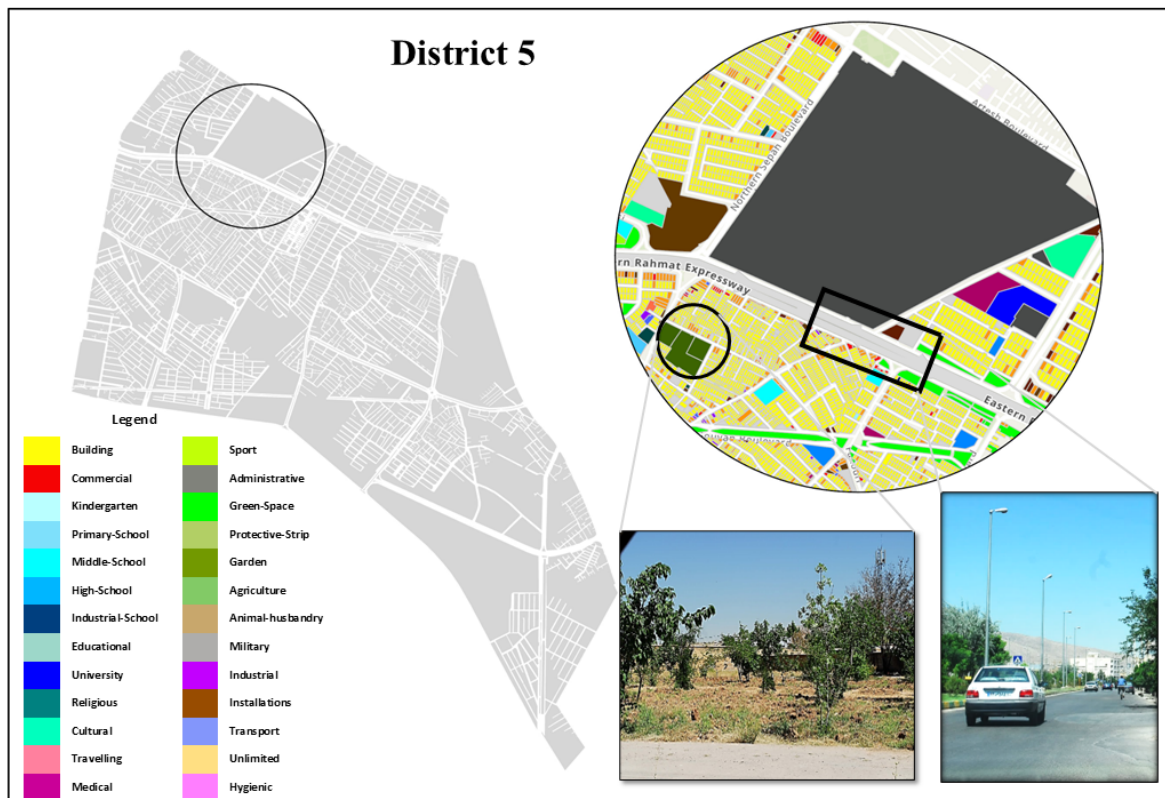 District 5
Artesh Boulevard
Northern Sepah Boulevard
rn Rahmat Expressway
Eastern
Legend
Building
Commercial
Kindergarten
Primary-School
Middle-School
High-School
Industrial-School
Educational
University
Religious
Cultural
Travelling
Medical
Sport
Administrative
Green-Space
Protective-Strip
Garden
Agriculture
Animal-husbandry
Military
Industrial
Installations
Transport
Unlimited
Hygienic